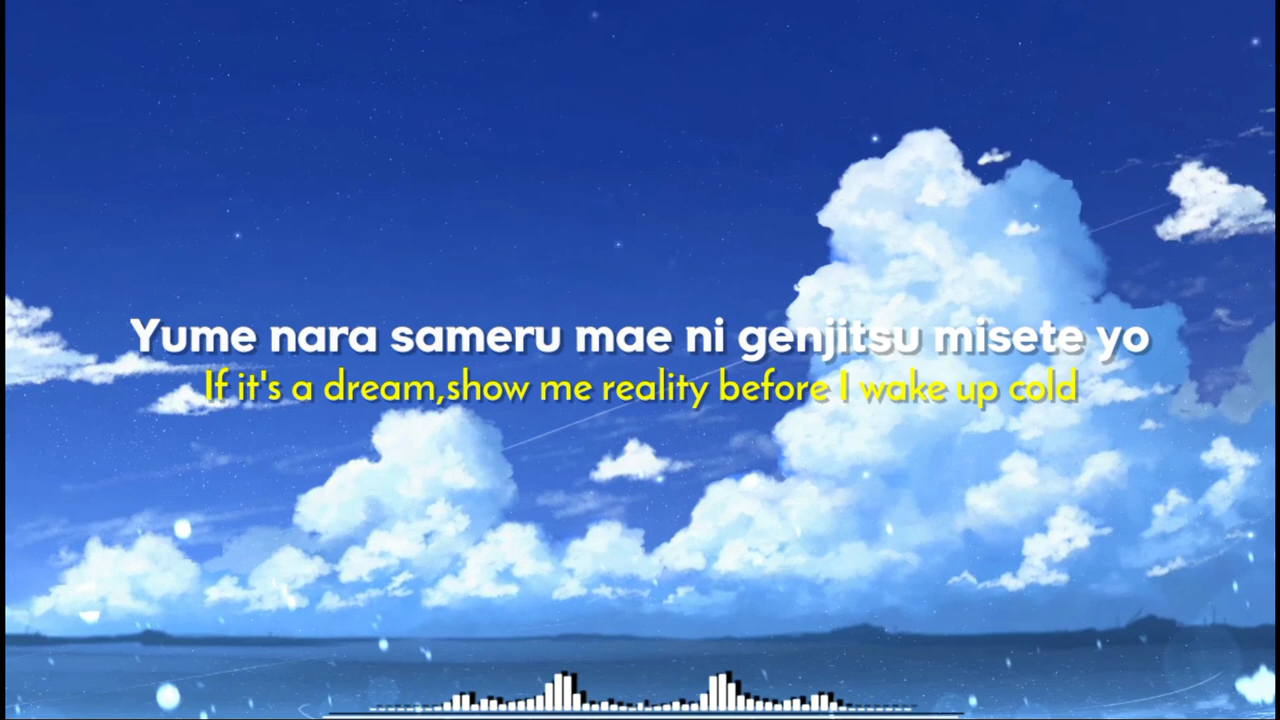 Yume nara sameru mae ni genjitsu misete yo
If it's a dream,show me reality before I wake up cold